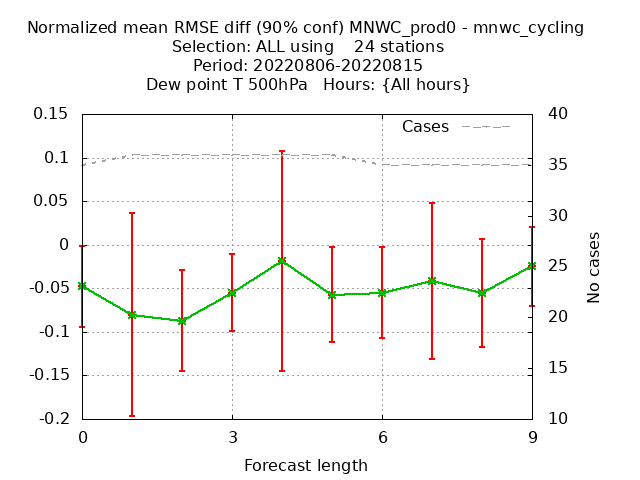 Normalized mean RMSE diff (90% conf) MNWC_prod0 - mnwc_cycling
Selection: ALL using    24 stations
Period: 20220806-20220815
Dew point T 500hPa   Hours: {All hours}
0.15
0.1
0.05
0
-0.05
-0.1
-0.15
-0.2
Cases
40
35
30
25
20
15
10
No cases
0 3 6 9
Forecast length